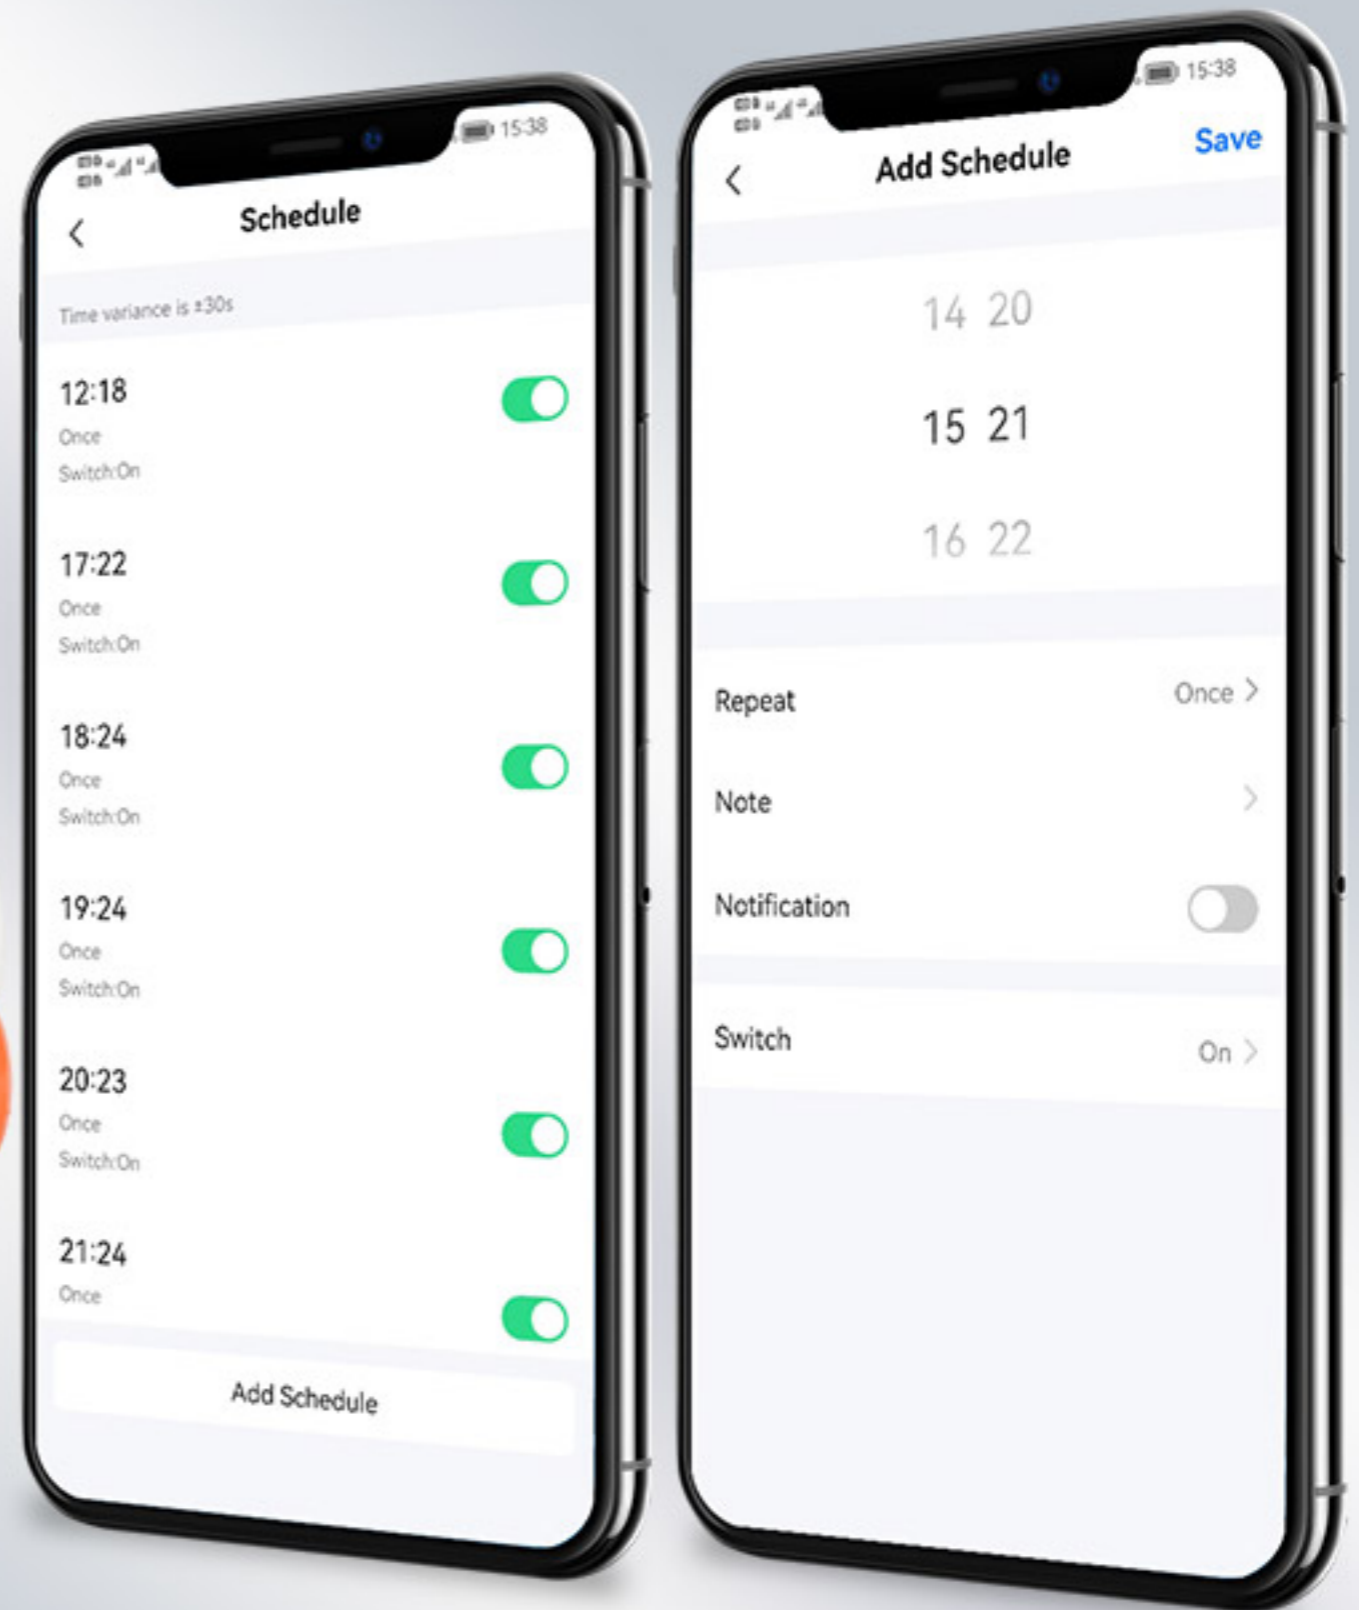 15:38
Schedule
Time variance is ±30s
12:18
Once
Switch:On
17:22
Once
Switch:On
18:24
Once
Switch:On
19:24
Once
Switch:On
20:23
Once
Switch:On
21:24
Once
Add Schedule
15:38
Add Schedule Save
14 20
15 21
16 22
Repeat Once
Note
Notification
Switch On